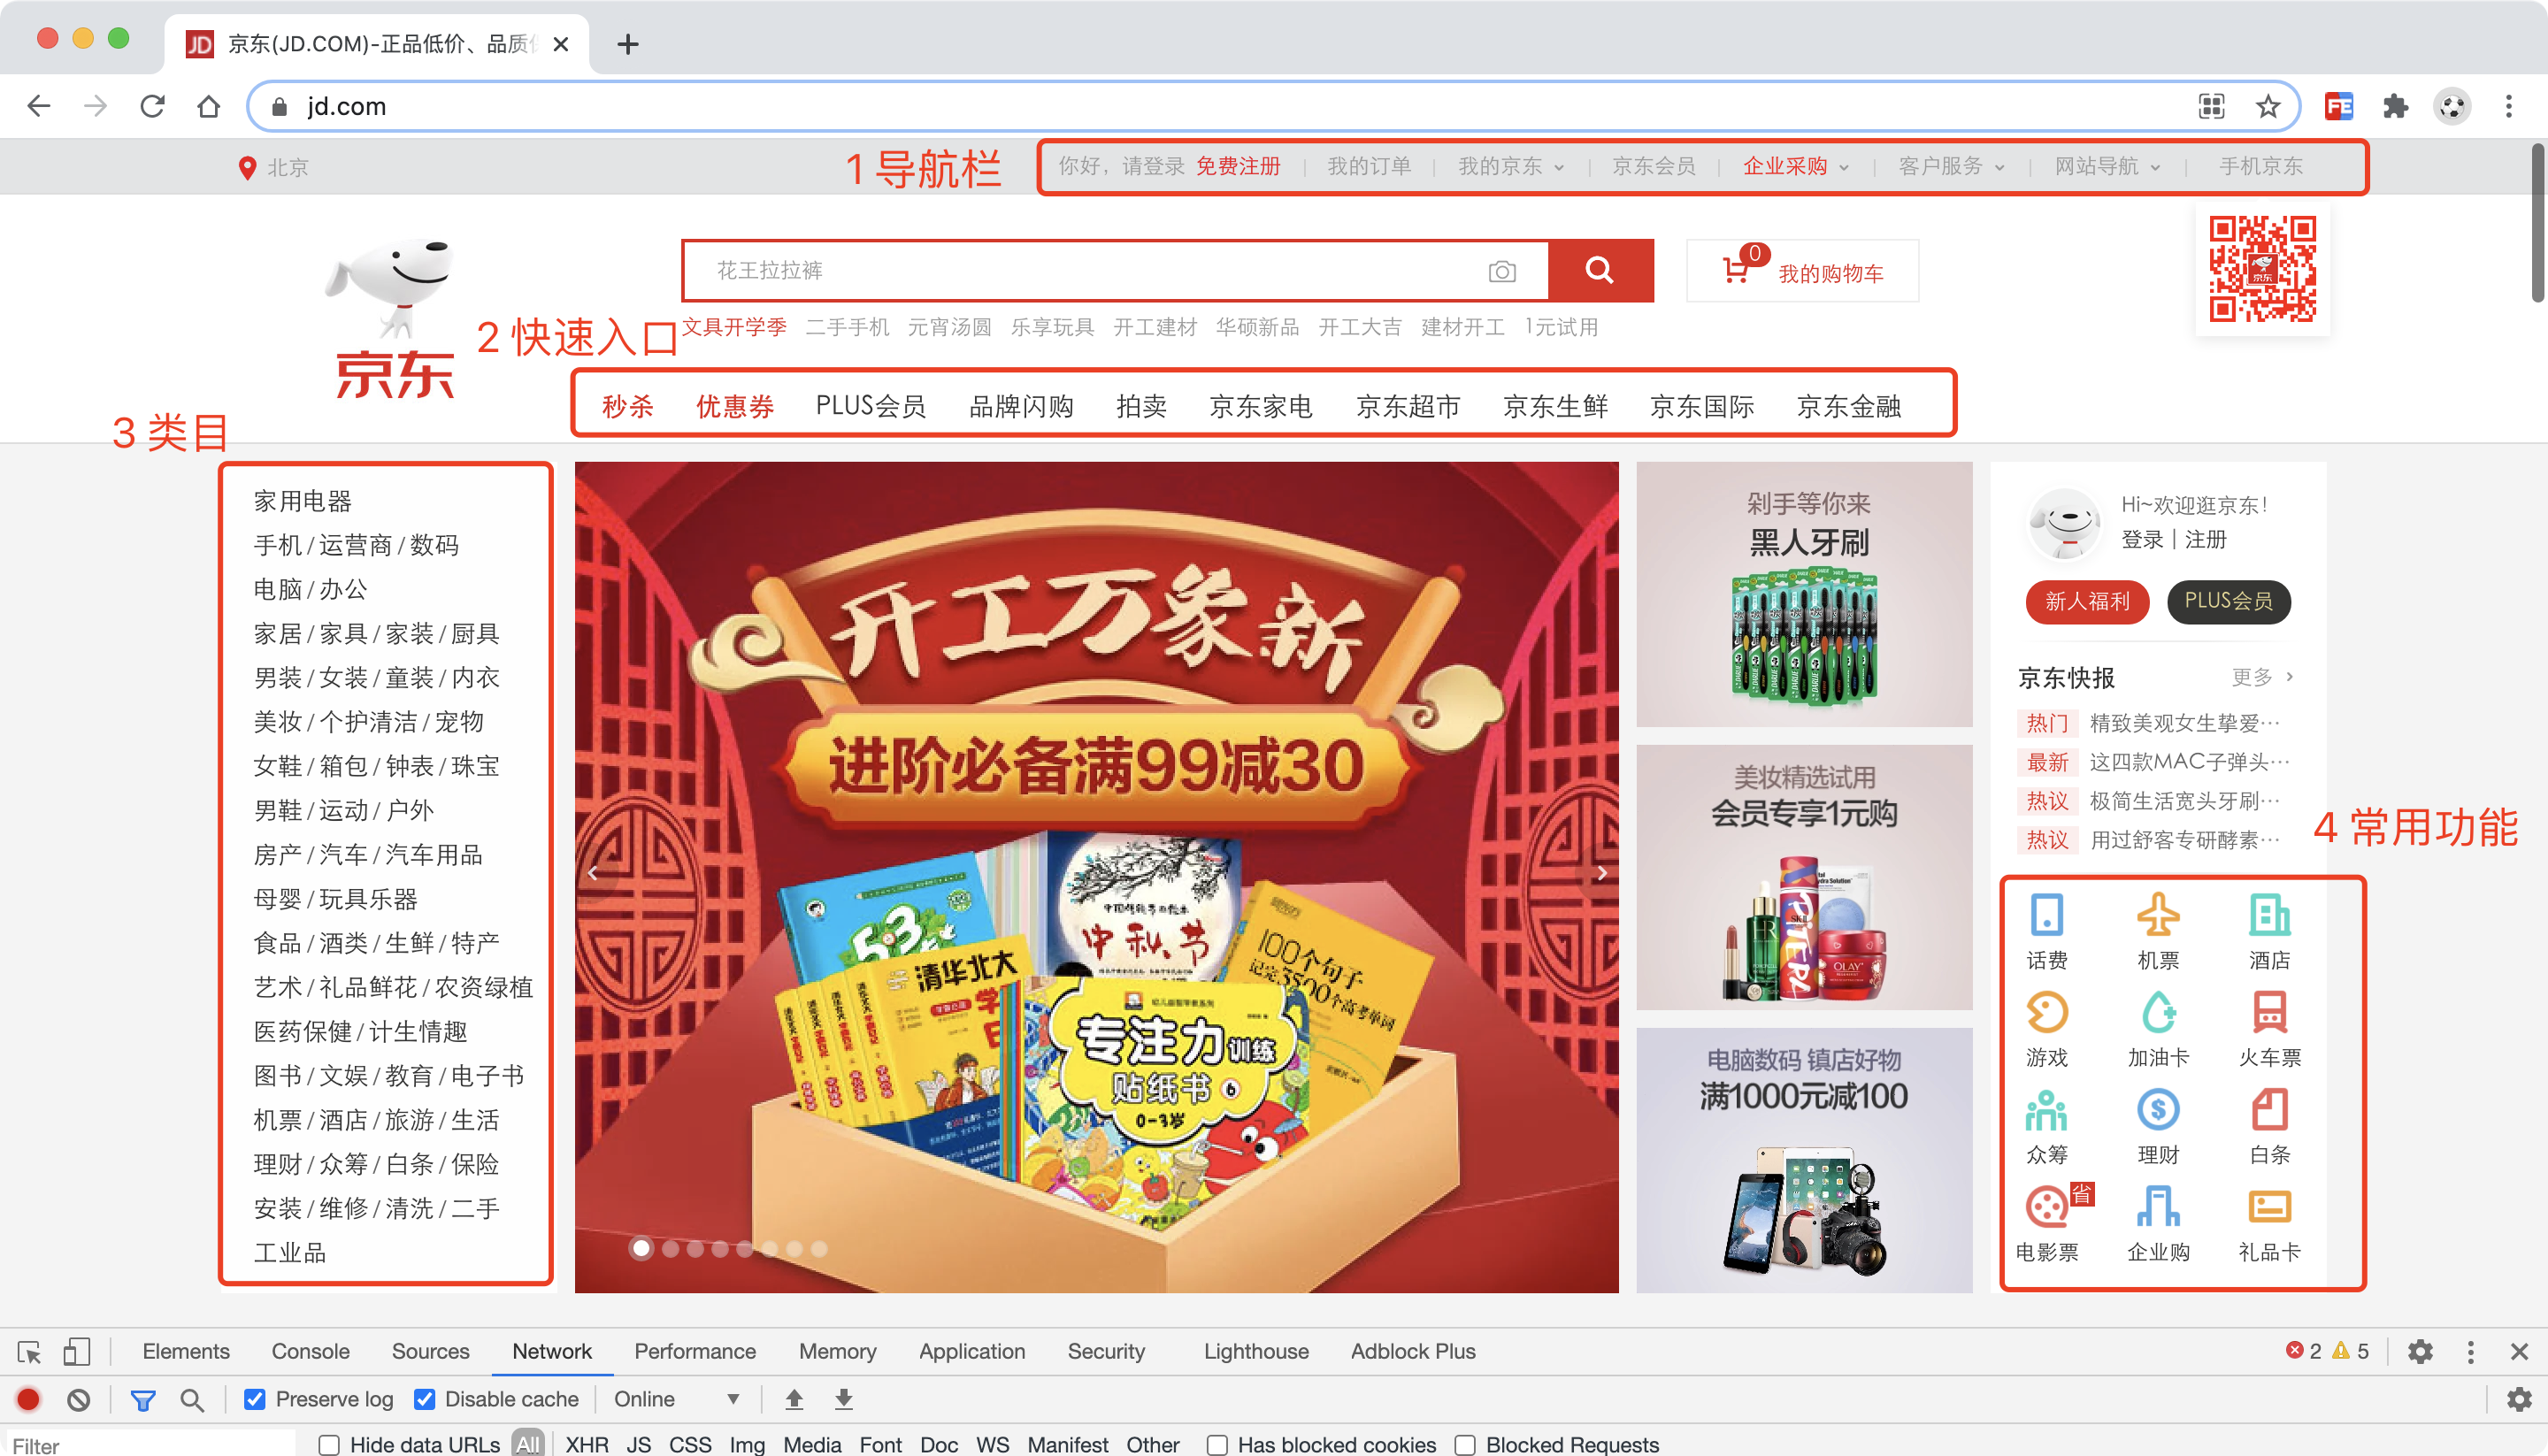 京东(JD.COM)-正品低价、品质
jd.com
北京
1 导航栏
你好，请登录 免费注册 我的订单 我的京东 京东会员 企业采购 客户服务 网站导航 手机京东
花王拉拉裤
0
我的购物车
京东
京东
2 快速入口
文具开学季 二手手机 元宵汤圆 乐享玩具 开工建材 华硕新品 开工大吉 建材开工 1元试用
秒杀 优惠券 PLUS会员 品牌闪购 拍卖 京东家电 京东超市 京东生鲜 京东国际 京东金融
3 类目
家用电器
手机/运营商/数码
电脑/办公
家居/家具/家装/厨具
男装/女装/童装/内衣
美妆/个护清洁/宠物
女鞋/箱包/钟表/珠宝
男鞋/运动/户外
房产/汽车/汽车用品
母婴/玩具乐器
食品/酒类/生鲜/特产
艺术/礼品鲜花/农资绿植
医药保健/计生情趣
图书/文娱/教育/电子书
机票/酒店/旅游/生活
理财/众筹/白条/保险
安装/维修/清洗/二手
工业品
开工万象新
进阶必备满99减30
53
中秋节
清华北大
100个句子
记完3500个高考单词
专注力训练
贴纸书 6
0-3岁
剁手等你来
黑人牙刷
美妆精选试用
会员专享1元购
OLAY
电脑数码 镇店好物
满1000元减100
Hi~欢迎逛京东！
登录 | 注册
新人福利 PLUS会员
京东快报 更多
热门 精致美观女生挚爱…
最新 这四款MAC子弹头…
热议 极简生活宽头牙刷…
热议 用过舒客专研酵素…
4 常用功能
话费 机票 酒店
游戏 加油卡 火车票
众筹 理财 白条
省
电影票 企业购 礼品卡
Elements Console Sources Network Performance Memory Application Security Lighthouse Adblock Plus 2 5
Preserve log Disable cache Online
Filter Hide data URLs All XHR JS CSS Img Media Font Doc WS Manifest Other Has blocked cookies Blocked Requests